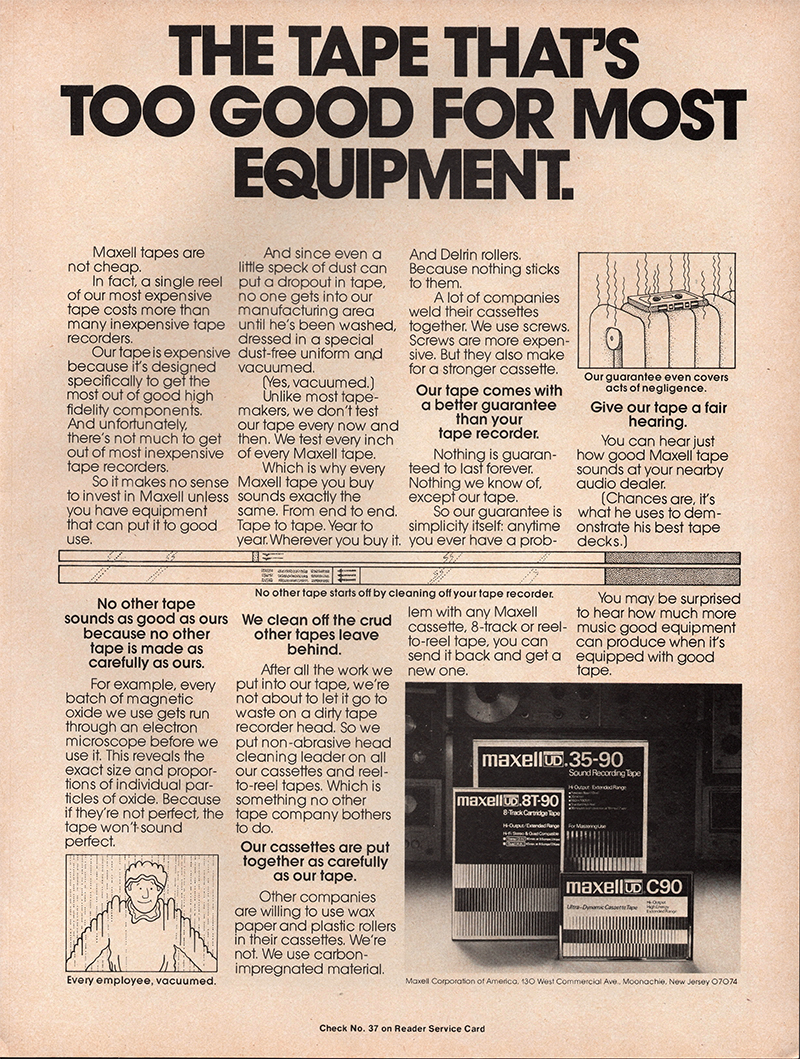 THE TAPE THAT'S
TOO GOOD FOR MOST
EQUIPMENT.
Maxell tapes are
not cheap.
In fact, a single reel
of our most expensive
tape costs more than
many inexpensive tape
recorders.
Our tape is expensive
because it's designed
specifically to get the
most out of good high
fidelity components.
And unfortunately,
there's not much to get
out of most inexpensive
tape recorders.
So it makes no sense
to invest in Maxell unless
you have equipment
that can put it to good
use.
No other tape
sounds as good as ours
because no other
tape is made as
carefully as ours.
For example, every
batch of magnetic
oxide we use gets run
through an electron
microscope before we
use it. This reveals the
exact size and propor-
tions of individual par-
ticles of oxide. Because
if they're not perfect, the
tape won't sound
perfect.
Every employee, vacuumed.
And since even a
little speck of dust can
put a dropout in tape,
no one gets into our
manufacturing area
until he's been washed,
dressed in a special
dust-free uniform and
vacuumed.
(Yes, vacuumed.)
Unlike most tape-
makers, we don't test
our tape every now and
then. We test every inch
of every Maxell tape.
Which is why every
Maxell tape you buy
sounds exactly the
same. From end to end.
Tape to tape. Year to
year. Wherever you buy it.
No other tape starts off by cleaning off your tape recorder.
We clean off the crud
other tapes leave
behind.
After all the work we
put into our tape, we're
not about to let it go to
waste on a dirty tape
recorder head. So we
put non-abrasive head
cleaning leader on all
our cassettes and reel-
to-reel tapes. Which is
something no other
tape company bothers
to do.
Our cassettes are put
together as carefully
as our tape.
Other companies
are willing to use wax
paper and plastic rollers
in their cassettes. We're
not. We use carbon-
impregnated material.
And Delrin rollers.
Because nothing sticks
to them.
A lot of companies
weld their cassettes
together. We use screws.
Screws are more expen-
sive. But they also make
for a stronger cassette.
Our tape comes with
a better guarantee
than your
tape recorder.
Nothing is guaran-
teed to last forever.
Nothing we know of,
except our tape.
So our guarantee is
simplicity itself: anytime
you ever have a prob-
lem with any Maxell
cassette, 8-track or reel-
to-reel tape, you can
send it back and get a
new one.
Our guarantee even covers
acts of negligence.
Give our tape a fair
hearing.
You can hear just
how good Maxell tape
sounds at your nearby
audio dealer.
(Chances are, it's
what he uses to dem-
onstrate his best tape
decks.)
You may be surprised
to hear how much more
music good equipment
can produce when it's
equipped with good
tape.
maxell UD.35-90
Sound Recording Tape
Hi-Output Extended Range
For Mastering Use
maxell UD.8T-90
8-Track Cartridge Tape
Hi-Output/Extended Range
Hi-Fi Stereo & Quad Compatible
maxell UD C90
Ultra-Dynamic Cassette Tape
Hi-Output
High Energy
Extended Range
Maxell Corporation of America, 130 West Commercial Ave., Moonachie, New Jersey 07074
Check No. 37 on Reader Service Card